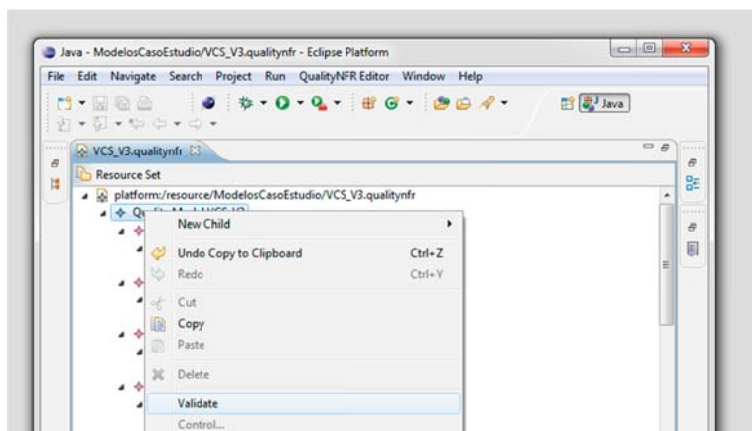 Java - ModelosCasoEstudio/VCS_V3.qualitynfr - Eclipse Platform
File Edit Navigate Search Project Run QualityNFR Editor Window Help
Java
VCS_V3.qualitynfr
Resource Set
platform:/resource/ModelosCasoEstudio/VCS_V3.qualitynfr
New Child
Undo Copy to Clipboard Ctrl+Z
Redo Ctrl+Y
Cut
Copy
Paste
Delete
Validate
Control...